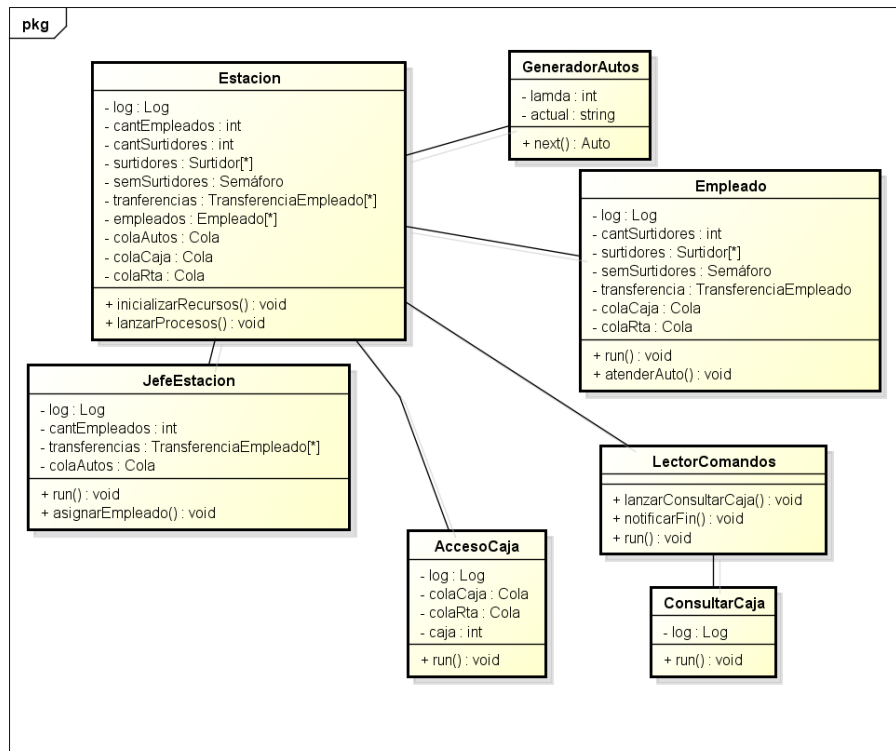 pkg
Estacion
- log : Log
- cantEmpleados : int
- cantSurtidores : int
- surtidores : Surtidor[*]
- semSurtidores : Semáforo
- tranferencias : TransferenciaEmpleado[*]
- empleados : Empleado[*]
- colaAutos : Cola
- colaCaja : Cola
- colaRta : Cola
+ inicializarRecursos() : void
+ lanzarProcesos() : void
GeneradorAutos
- lamda : int
- actual : string
+ next() : Auto
Empleado
- log : Log
- cantSurtidores : int
- surtidores : Surtidor[*]
- semSurtidores : Semáforo
- transferencia : TransferenciaEmpleado
- colaCaja : Cola
- colaRta : Cola
+ run() : void
+ atenderAuto() : void
JefeEstacion
- log : Log
- cantEmpleados : int
- transferencias : TransferenciaEmpleado[*]
- colaAutos : Cola
+ run() : void
+ asignarEmpleado() : void
LectorComandos
+ lanzarConsultarCaja() : void
+ notificarFin() : void
+ run() : void
AccesoCaja
- log : Log
- colaCaja : Cola
- colaRta : Cola
- caja : int
+ run() : void
ConsultarCaja
- log : Log
+ run() : void